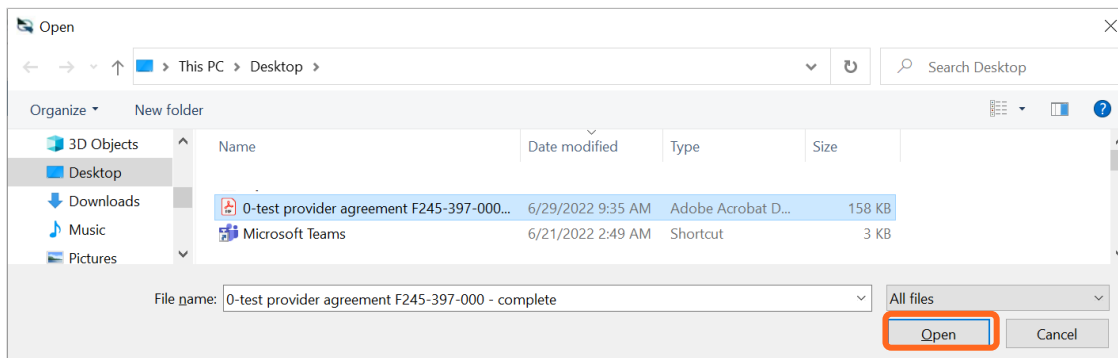 Open
This PC > Desktop >
Search Desktop
Organize
New folder
?
3D Objects
Desktop
Downloads
Music
Pictures
Name Date modified Type Size
0-test provider agreement F245-397-000... 6/29/2022 9:35 AM Adobe Acrobat D... 158 KB
Microsoft Teams 6/21/2022 2:49 AM Shortcut 3 KB
File name: 0-test provider agreement F245-397-000 - complete All files
Open Cancel